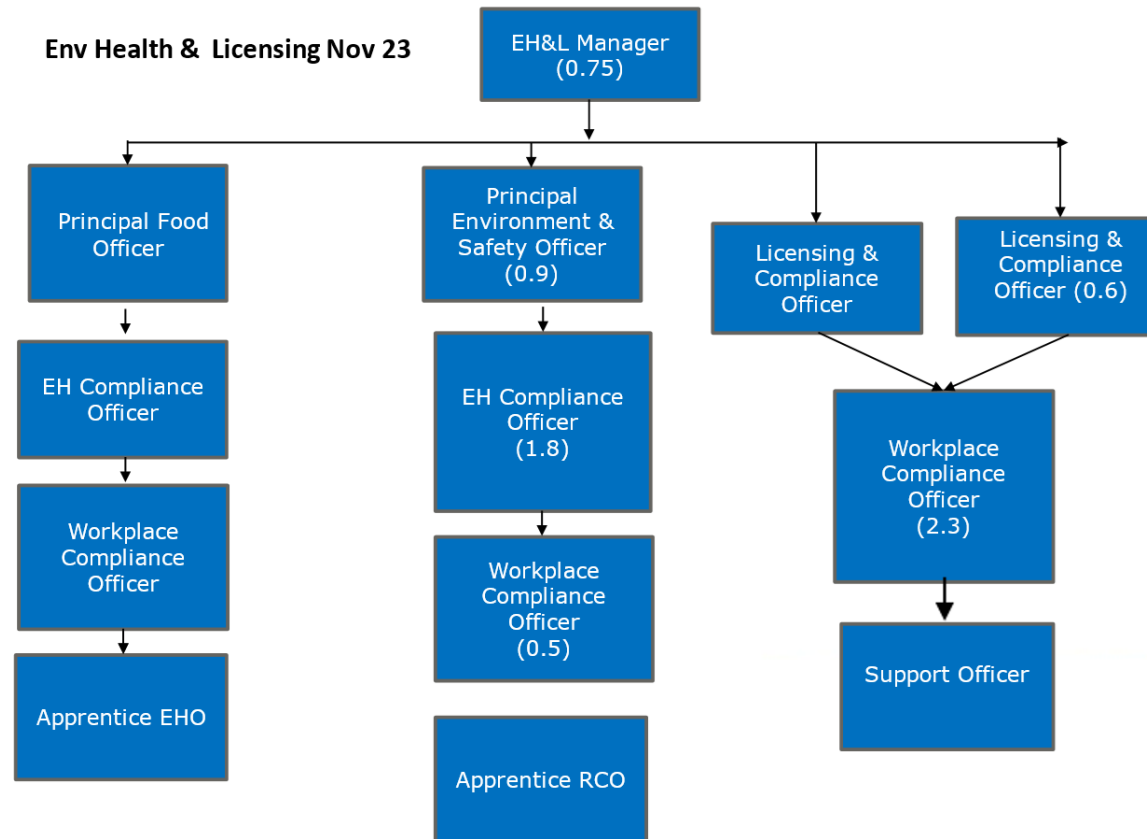 Env Health & Licensing Nov 23
EH&L Manager
(0.75)
Principal Food
Officer
Principal
Environment &
Safety Officer
(0.9)
Licensing &
Compliance
Officer
Licensing &
Compliance
Officer (0.6)
EH Compliance
Officer
EH Compliance
Officer
(1.8)
Workplace
Compliance
Officer
(2.3)
Workplace
Compliance
Officer
Workplace
Compliance
Officer
(0.5)
Support Officer
Apprentice EHO
Apprentice RCO